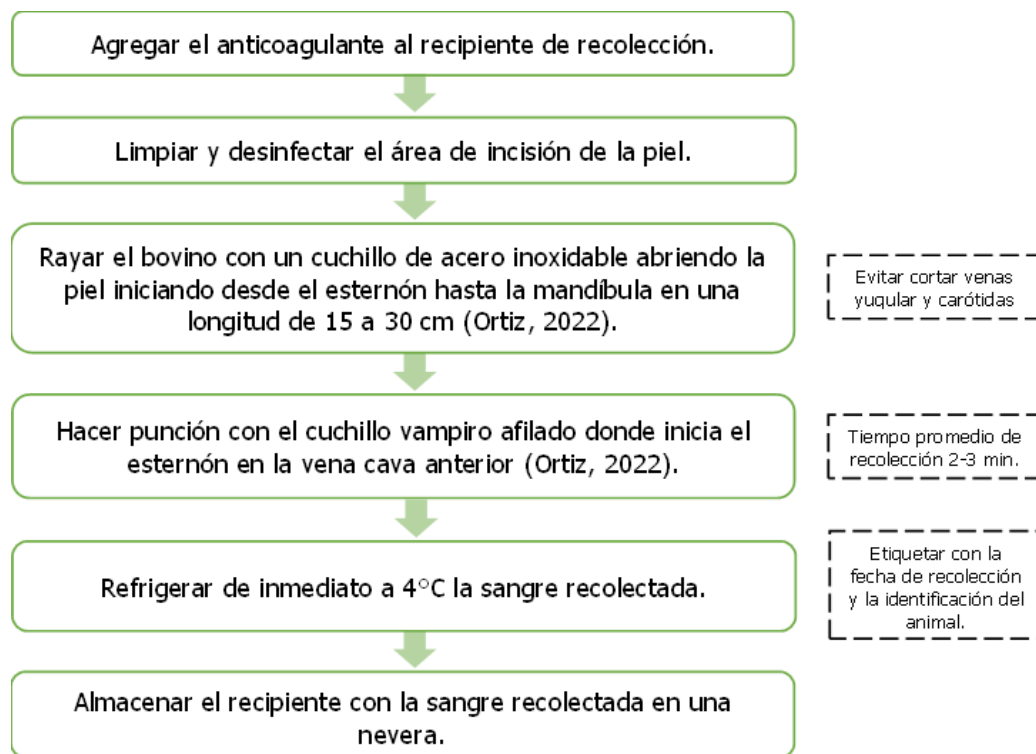 Agregar el anticoagulante al recipiente de recolección.
Limpiar y desinfectar el área de incisión de la piel.
Rayar el bovino con un cuchillo de acero inoxidable abriendo la
piel iniciando desde el esternón hasta la mandíbula en una
longitud de 15 a 30 cm (Ortiz, 2022).
Evitar cortar venas
yuqular y carótidas
Hacer punción con el cuchillo vampiro afilado donde inicia el
esternón en la vena cava anterior (Ortiz, 2022).
Tiempo promedio de
recolección 2-3 min.
Refrigerar de inmediato a 4°C la sangre recolectada.
Etiquetar con la
fecha de recolección
y la identificación del
animal.
Almacenar el recipiente con la sangre recolectada en una
nevera.